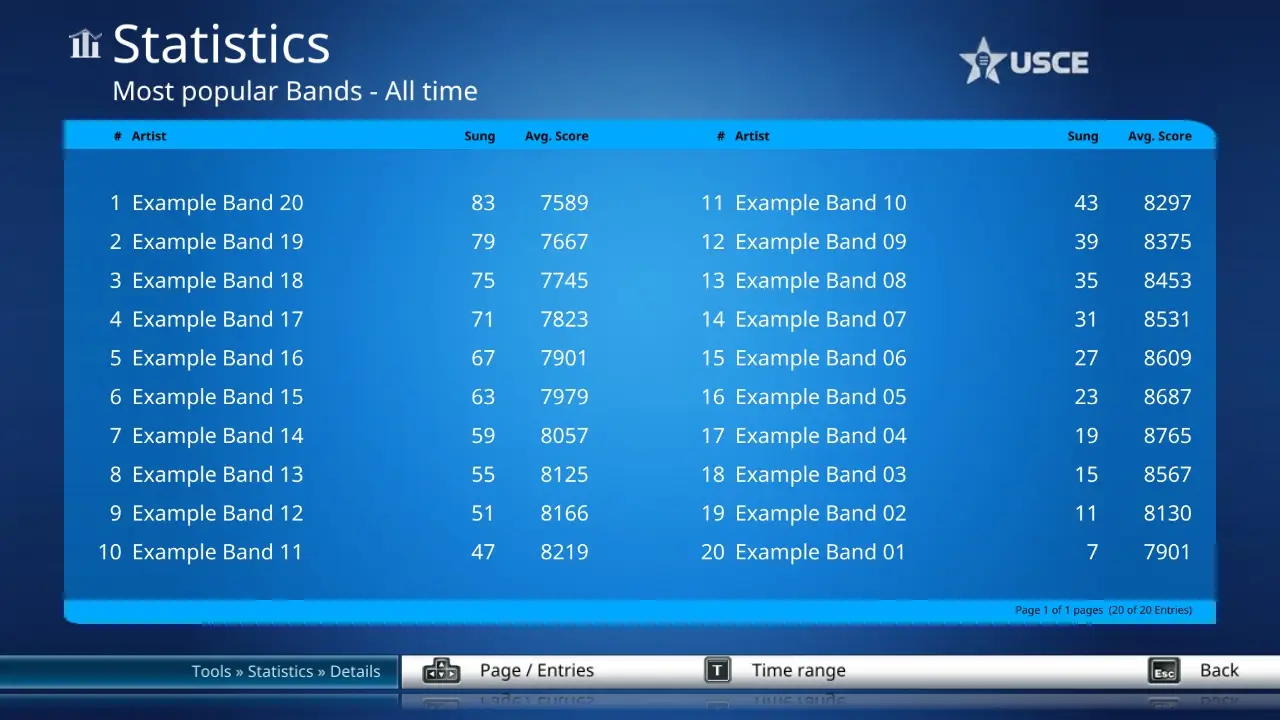 Statistics
USCE
Most popular Bands - All time
# Artist Sung Avg. Score # Artist Sung Avg. Score
1 Example Band 20 83 7589 11 Example Band 10 43 8297
2 Example Band 19 79 7667 12 Example Band 09 39 8375
3 Example Band 18 75 7745 13 Example Band 08 35 8453
4 Example Band 17 71 7823 14 Example Band 07 31 8531
5 Example Band 16 67 7901 15 Example Band 06 27 8609
6 Example Band 15 63 7979 16 Example Band 05 23 8687
7 Example Band 14 59 8057 17 Example Band 04 19 8765
8 Example Band 13 55 8125 18 Example Band 03 15 8567
9 Example Band 12 51 8166 19 Example Band 02 11 8130
10 Example Band 11 47 8219 20 Example Band 01 7 7901
Page 1 of 1 pages (20 of 20 Entries)
Tools » Statistics » Details Page / Entries T Time range Esc Back